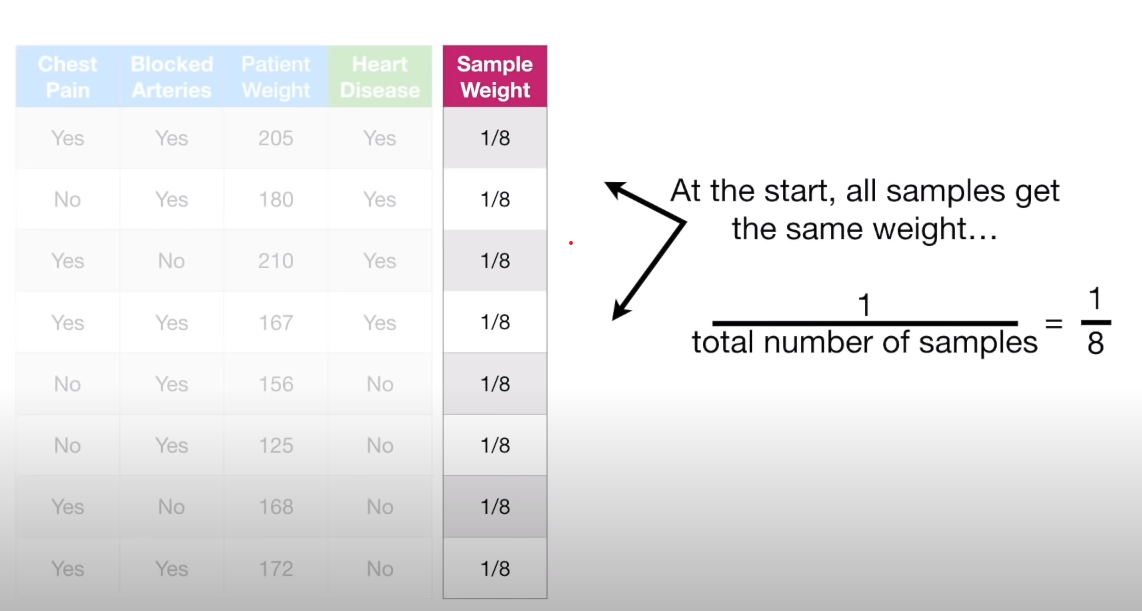 Chest Pain Blocked Arteries Patient Weight Heart Disease Sample Weight
Yes Yes 205 Yes 1/8
No Yes 180 Yes 1/8
Yes No 210 Yes 1/8
Yes Yes 167 Yes 1/8
No Yes 156 No 1/8
No Yes 125 No 1/8
Yes No 168 No 1/8
Yes Yes 172 No 1/8
At the start, all samples get
the same weight…
1
total number of samples
=
1
8